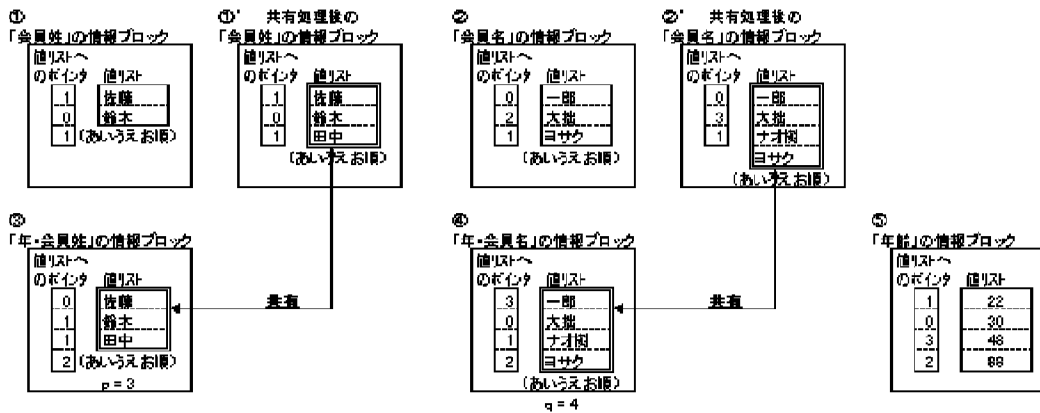 ①
「会員姓」の情報ブロック
値リストへ
のポインタ 値リスト
1 佐藤
0 鈴木
1 (あいうえお順)
①' 共有処理後の
「会員姓」の情報ブロック
値リストへ
のポインタ 値リスト
1 佐藤
0 鈴木
1 田中
(あいうえお順)
②
「会員名」の情報ブロック
値リストへ
のポインタ 値リスト
0 一郎
2 大拙
1 ヨサク
(あいうえお順)
②' 共有処理後の
「会員名」の情報ブロック
値リストへ
のポインタ 値リスト
0 一郎
3 大拙
1 ナオ樹
ヨサク
(あいうえお順)
③
「年・会員姓」の情報ブロック
値リストへ
のポインタ 値リスト
0 佐藤
1 鈴木
1 田中
2 (あいうえお順)
p = 3
共有
④
「年・会員名」の情報ブロック
値リストへ
のポインタ 値リスト
3 一郎
0 大拙
1 ナオ樹
2 ヨサク
(あいうえお順)
q = 4
共有
⑤
「年齢」の情報ブロック
値リストへ
のポインタ 値リスト
1 22
0 30
3 48
2 88